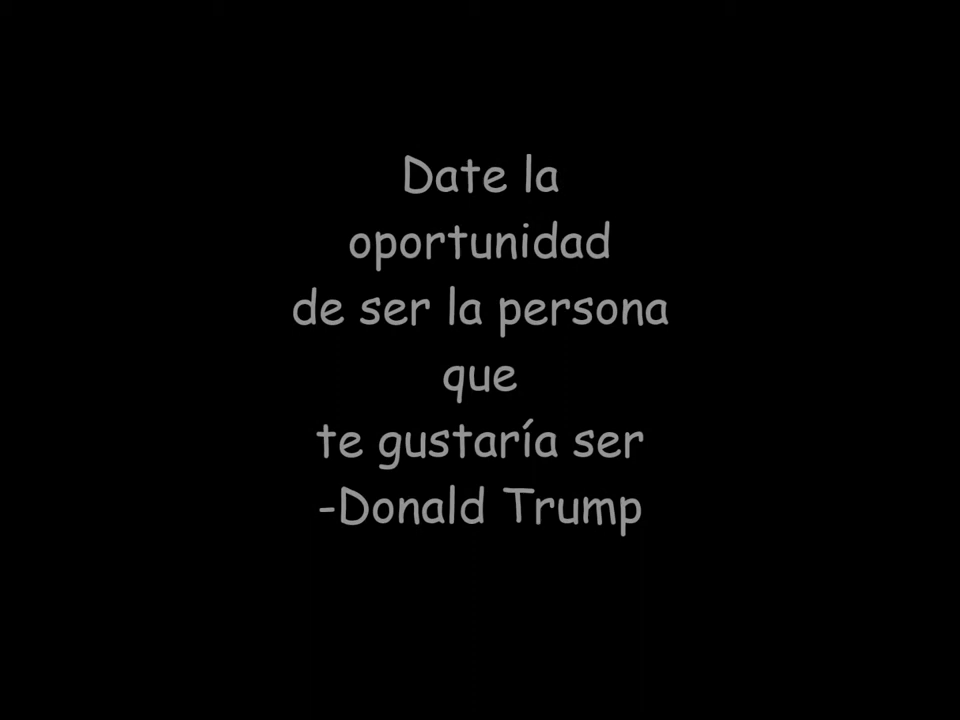 Date la
oportunidad
de ser la persona
que
te gustaría ser
-Donald Trump